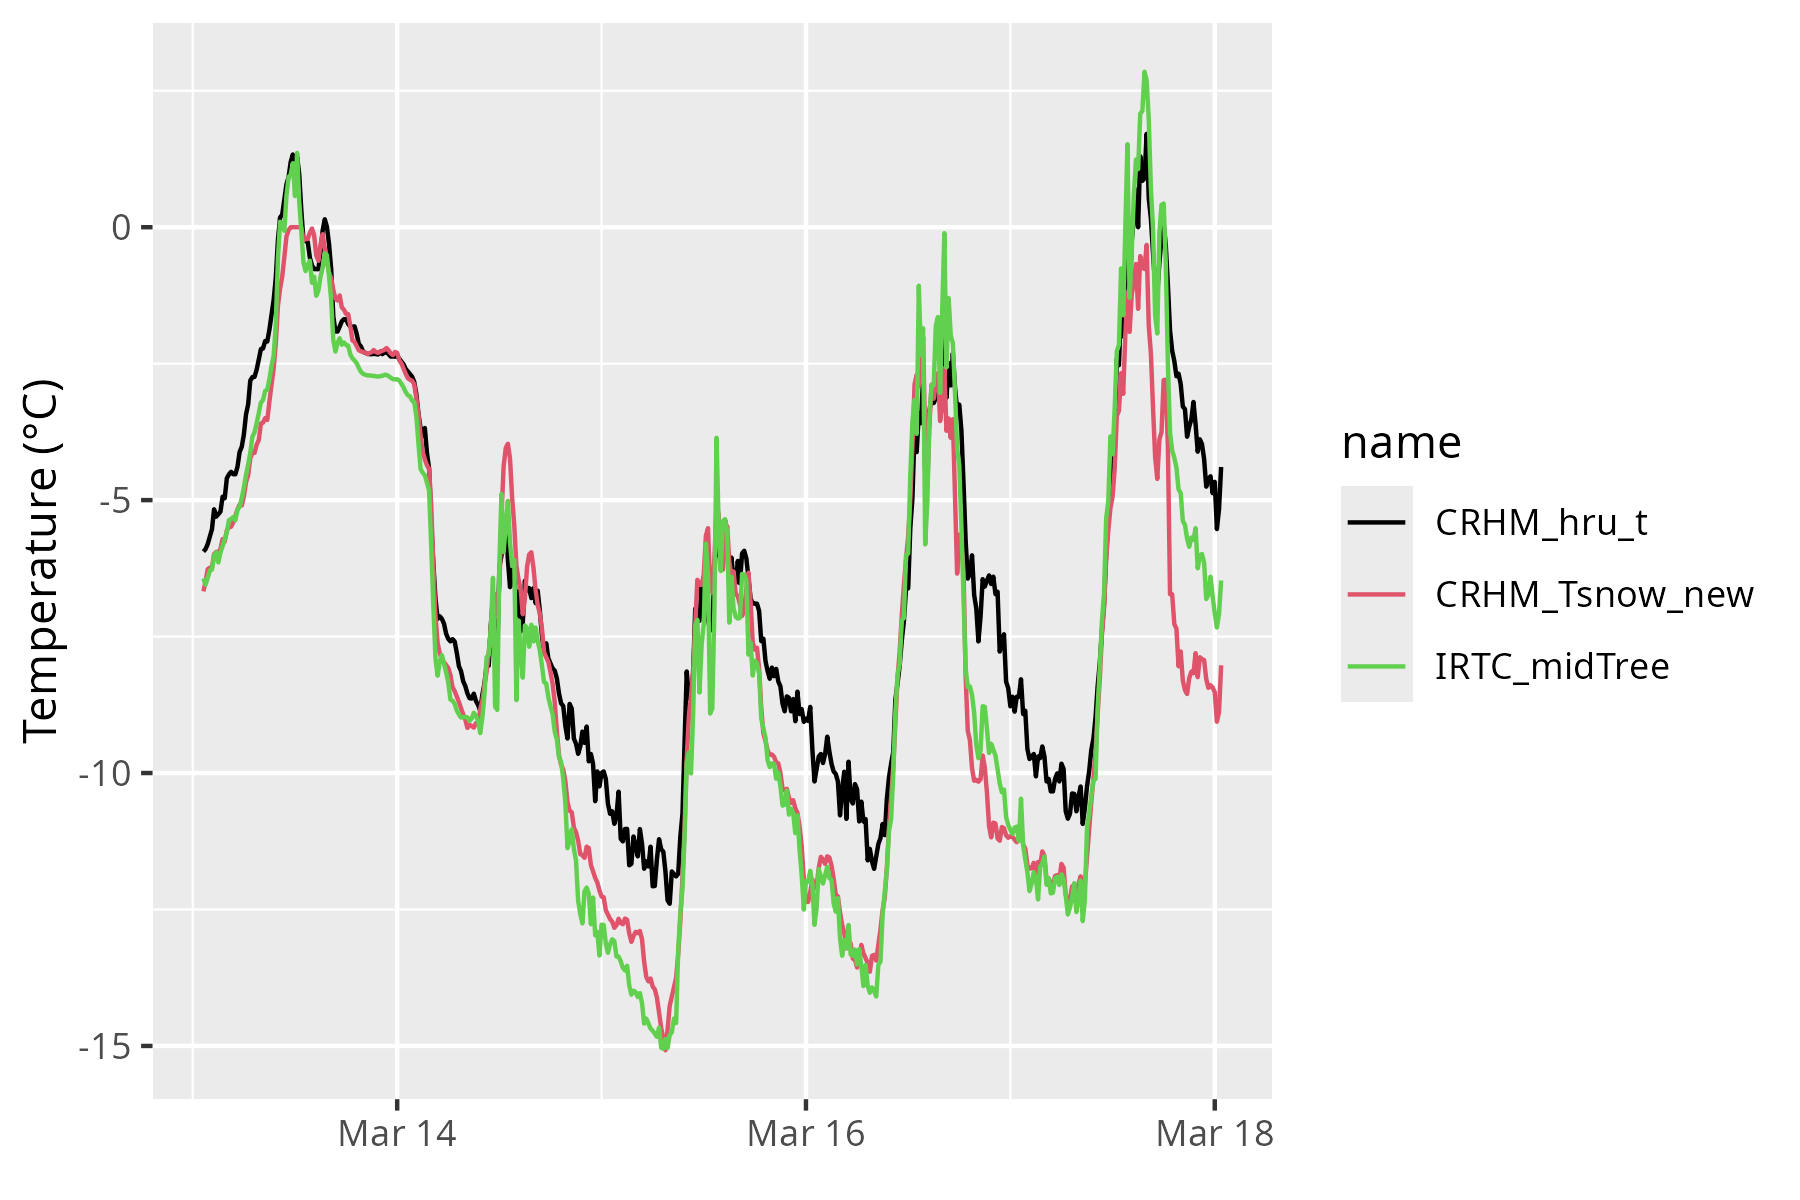 Temperature (°C)
0
-5
-10
-15
Mar 14
Mar 16
Mar 18
name
CRHM_hru_t
CRHM_Tsnow_new
IRTC_midTree